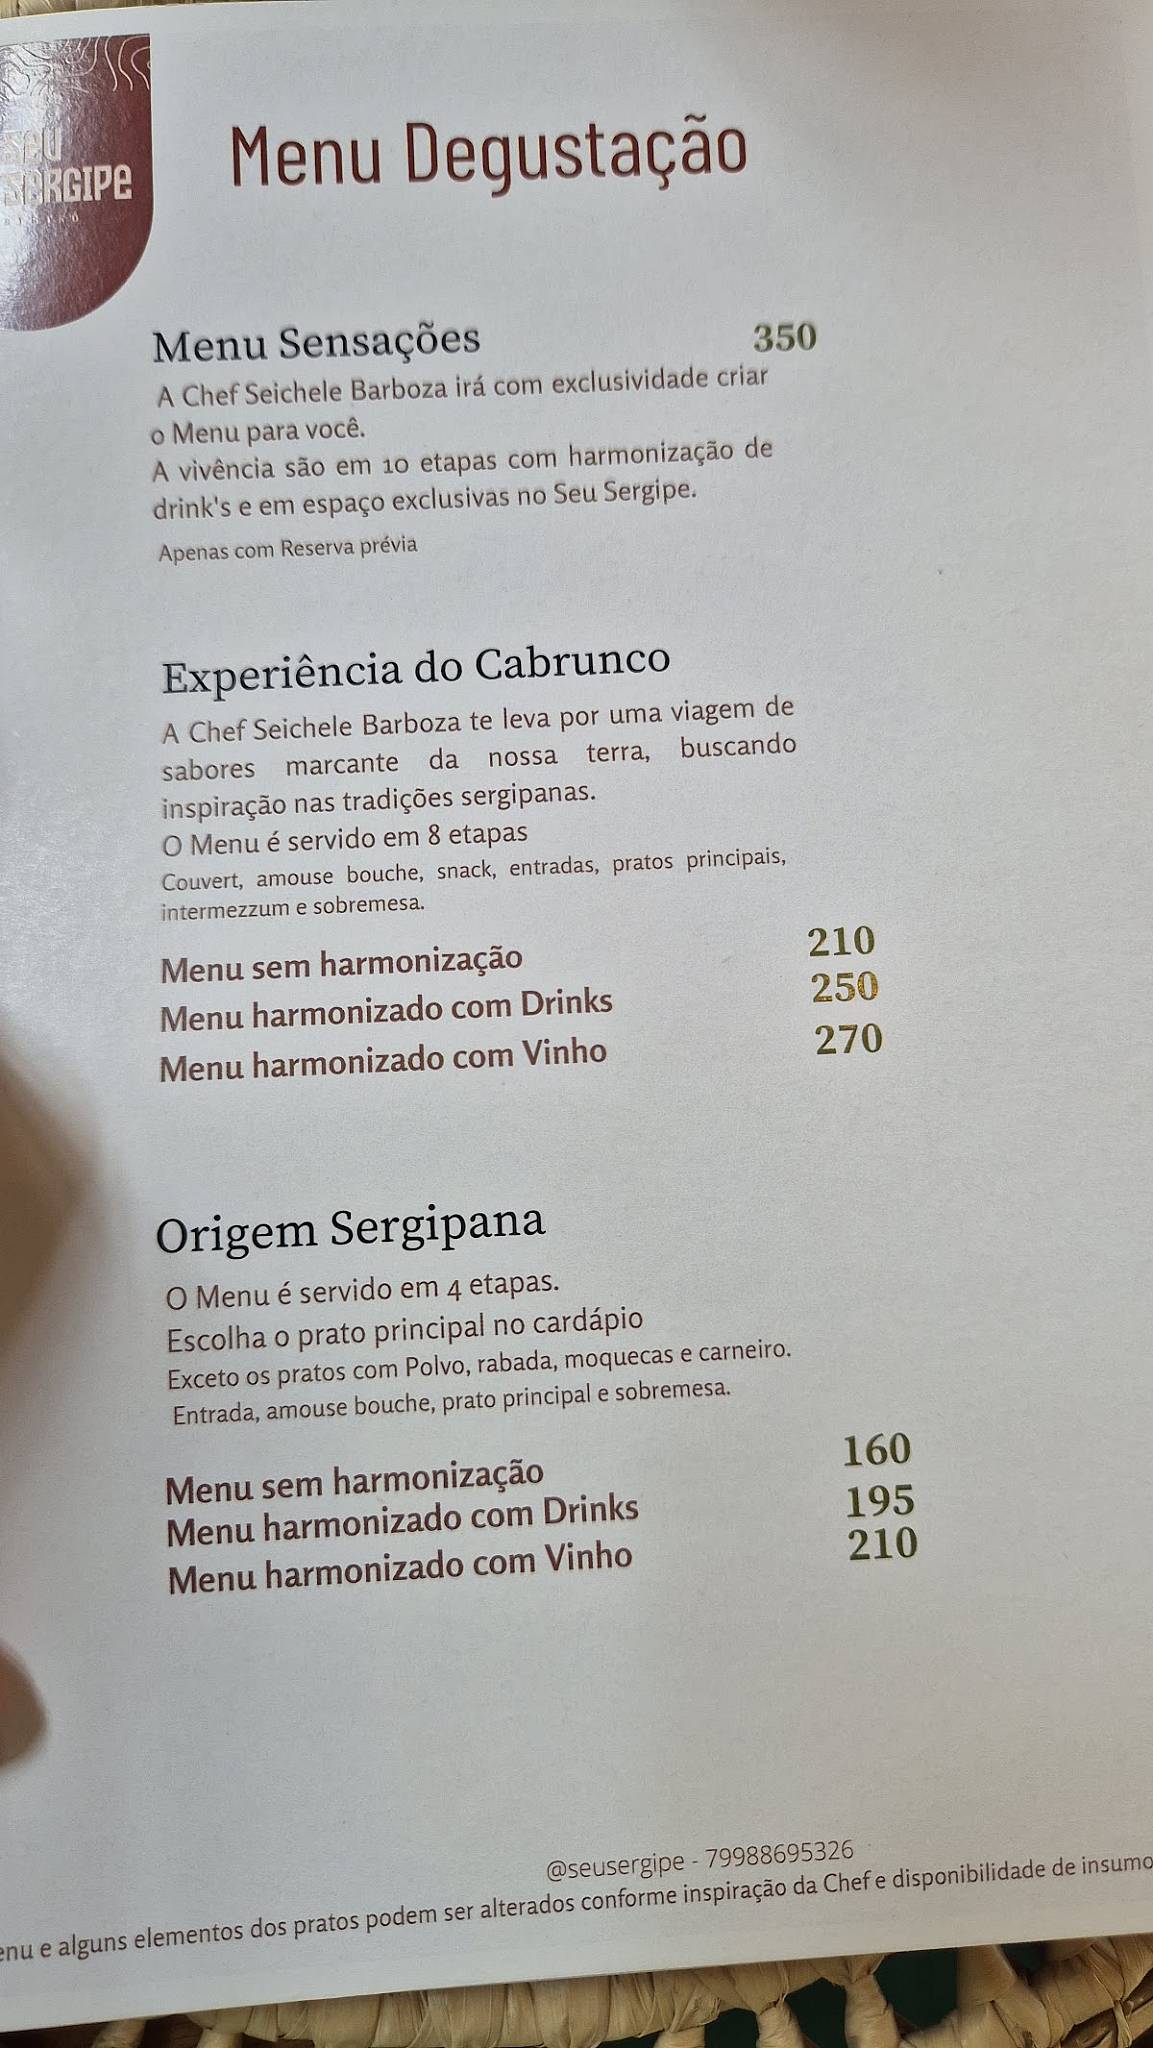 SEU
SERGIPE
Menu Degustação
Menu Sensações 350
A Chef Seichele Barboza irá com exclusividade criar
o Menu para você.
A vivência são em 10 etapas com harmonização de
drink's e em espaço exclusivas no Seu Sergipe.
Apenas com Reserva prévia
Experiência do Cabrunco
A Chef Seichele Barboza te leva por uma viagem de
sabores marcante da nossa terra, buscando
inspiração nas tradições sergipanas.
O Menu é servido em 8 etapas
Couvert, amouse bouche, snack, entradas, pratos principais,
intermezzum e sobremesa.
Menu sem harmonização 210
Menu harmonizado com Drinks 250
Menu harmonizado com Vinho 270
Origem Sergipana
O Menu é servido em 4 etapas.
Escolha o prato principal no cardápio
Exceto os pratos com Polvo, rabada, moquecas e carneiro.
Entrada, amouse bouche, prato principal e sobremesa.
Menu sem harmonização 160
Menu harmonizado com Drinks 195
Menu harmonizado com Vinho 210
@seusergipe - 79988695326
e alguns elementos dos pratos podem ser alterados conforme inspiração da Chef e disponibilidade de